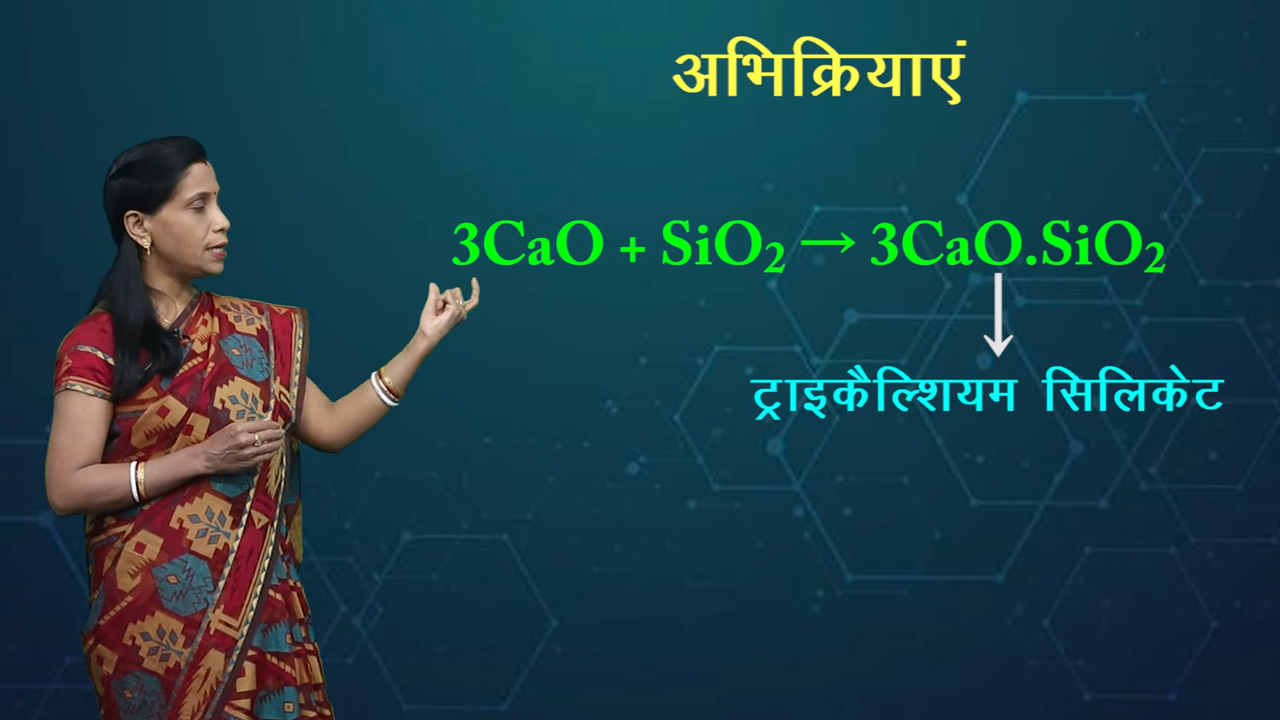 अभिक्रियाएं
3CaO + SiO₂ → 3CaO.SiO₂
ट्राइकैल्शियम सिलिकेट